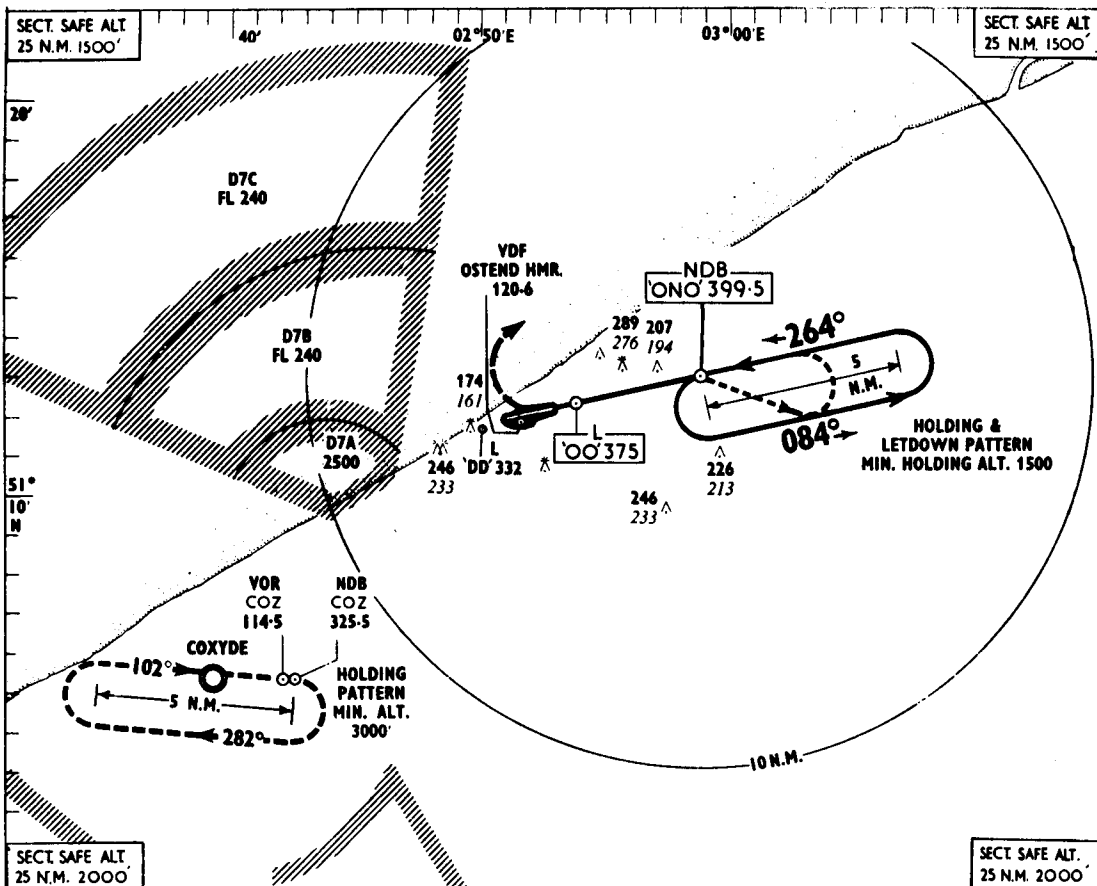 SECT. SAFE ALT.
25 N.M. 1500'
40'
02°50'E
03°00'E
SECT. SAFE ALT.
25 N.M. 1500'
20'
D7C
FL 240
VDF
OSTEND HMR.
120·6
NDB
'ONO' 399·5
D7B
FL 240
289
276
207
194
264°
5
N.M.
174
161
D7A
2500
L
'OO' 375
084°
HOLDING &
LETDOWN PATTERN
MIN. HOLDING ALT. 1500
246
233
L
'DD' 332
226
213
246
233
51°
10'
N
VOR
COZ
114·5
NDB
COZ
325·5
COXYDE
102°
5 N.M.
282°
HOLDING
PATTERN
MIN. ALT.
3000'
10 N.M.
SECT. SAFE ALT.
25 N.M. 2000'
SECT. SAFE ALT.
25 N.M. 2000'